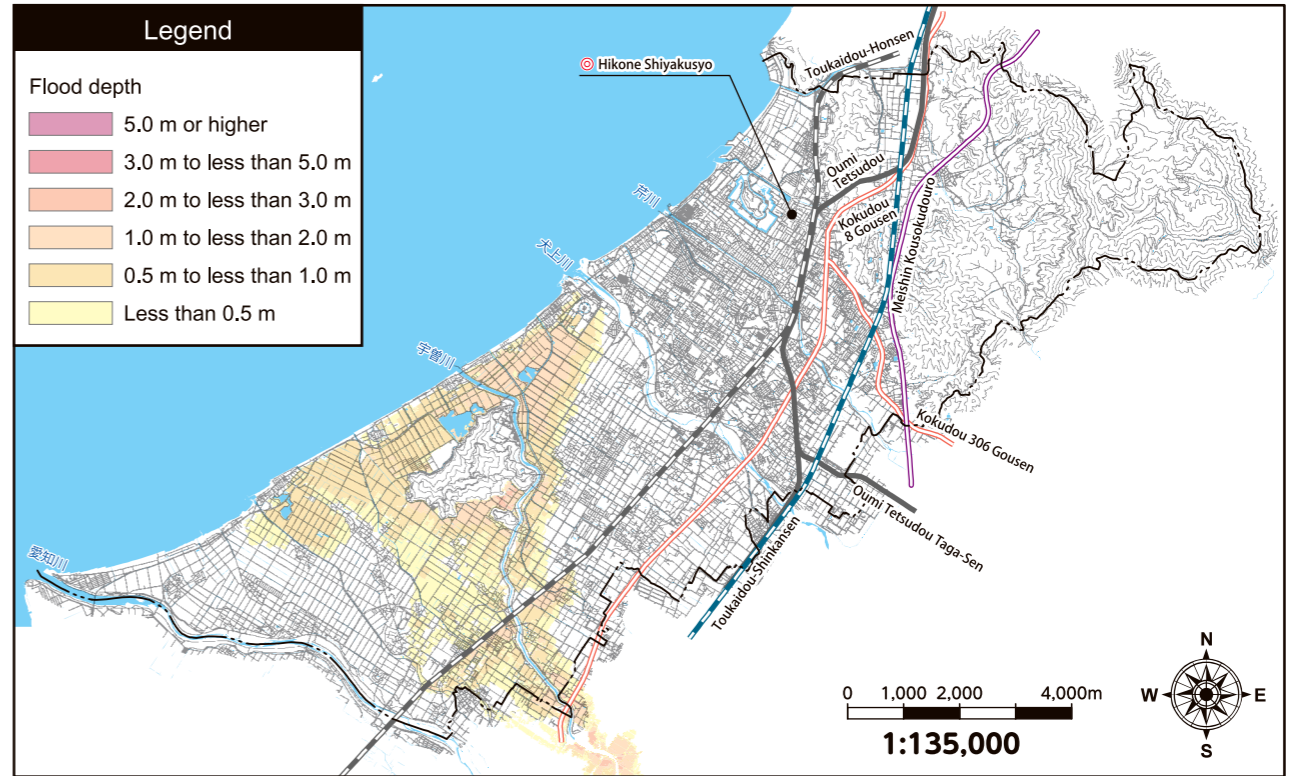 Legend
Flood depth
5.0 m or higher
3.0 m to less than 5.0 m
2.0 m to less than 3.0 m
1.0 m to less than 2.0 m
0.5 m to less than 1.0 m
Less than 0.5 m
Hikone Shiyakusyo
Toukaidou-Honsen
Oumi
Tetsudou
Kokudou
8 Gousen
Meishin Kousokudouro
芹川
犬上川
宇曽川
愛知川
Kokudou 306 Gousen
Oumi Tetsudou Taga-Sen
Toukaidou-Shinkansen
0 1,000 2,000 4,000m
1:135,000
N
W E
S